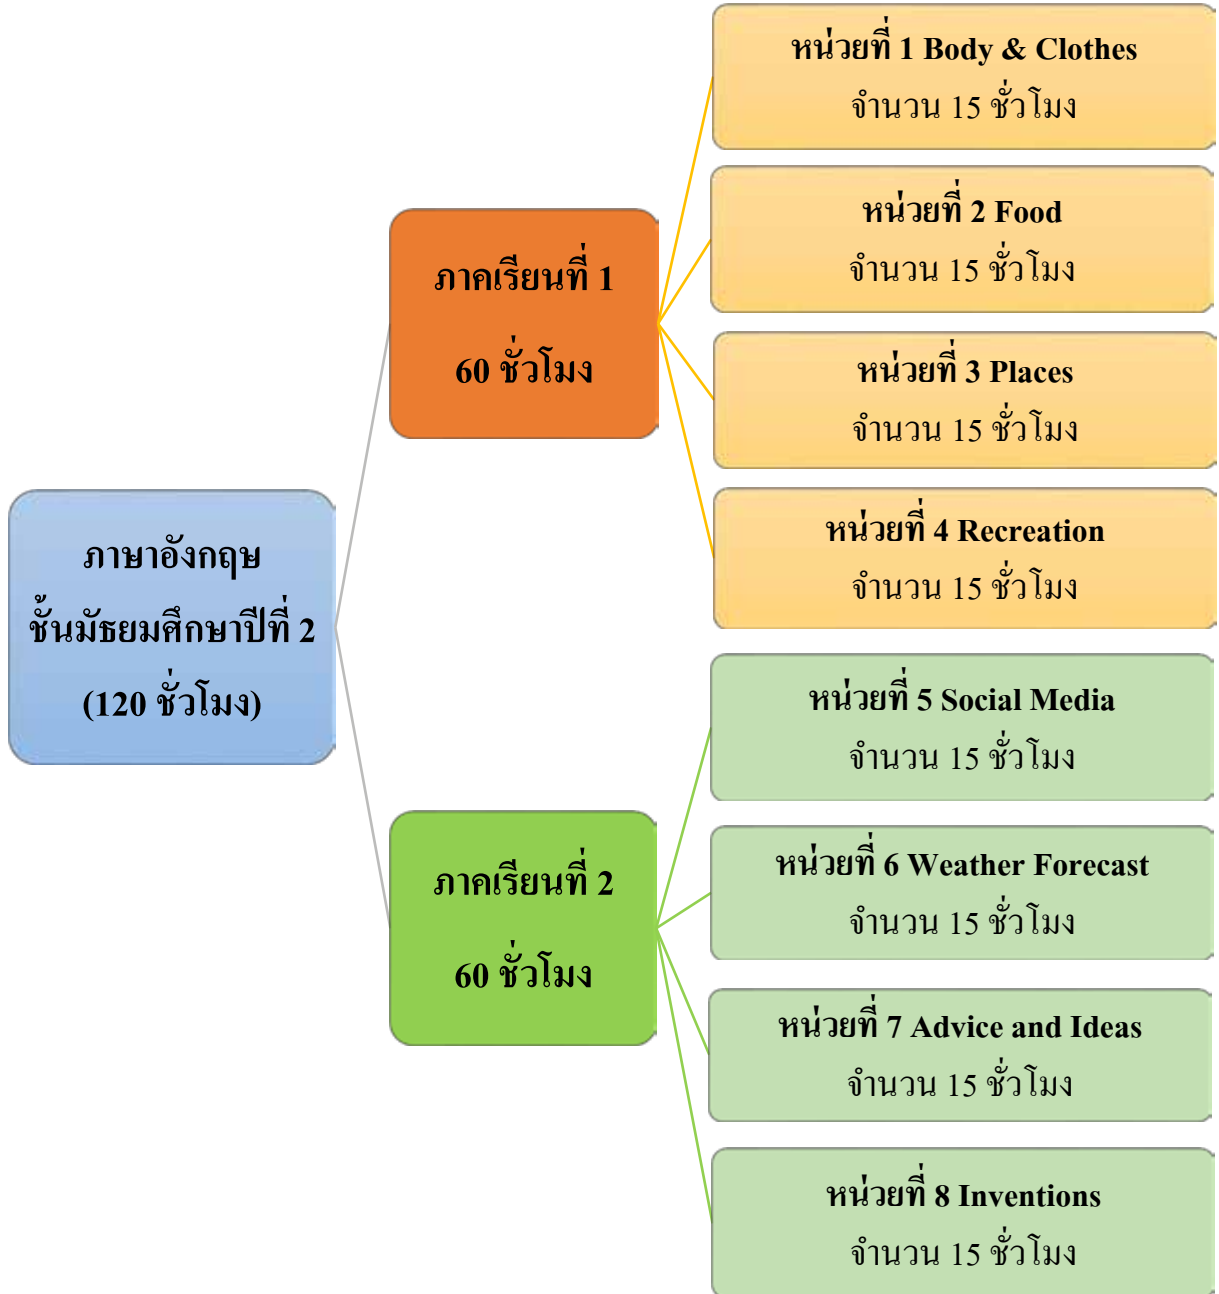 ภาษาอังกฤษ
ชั้นมัธยมศึกษาปีที่ 2
(120 ชั่วโมง)
ภาคเรียนที่ 1
60 ชั่วโมง
หน่วยที่ 1 Body & Clothes
จำนวน 15 ชั่วโมง
หน่วยที่ 2 Food
จำนวน 15 ชั่วโมง
หน่วยที่ 3 Places
จำนวน 15 ชั่วโมง
หน่วยที่ 4 Recreation
จำนวน 15 ชั่วโมง
ภาคเรียนที่ 2
60 ชั่วโมง
หน่วยที่ 5 Social Media
จำนวน 15 ชั่วโมง
หน่วยที่ 6 Weather Forecast
จำนวน 15 ชั่วโมง
หน่วยที่ 7 Advice and Ideas
จำนวน 15 ชั่วโมง
หน่วยที่ 8 Inventions
จำนวน 15 ชั่วโมง